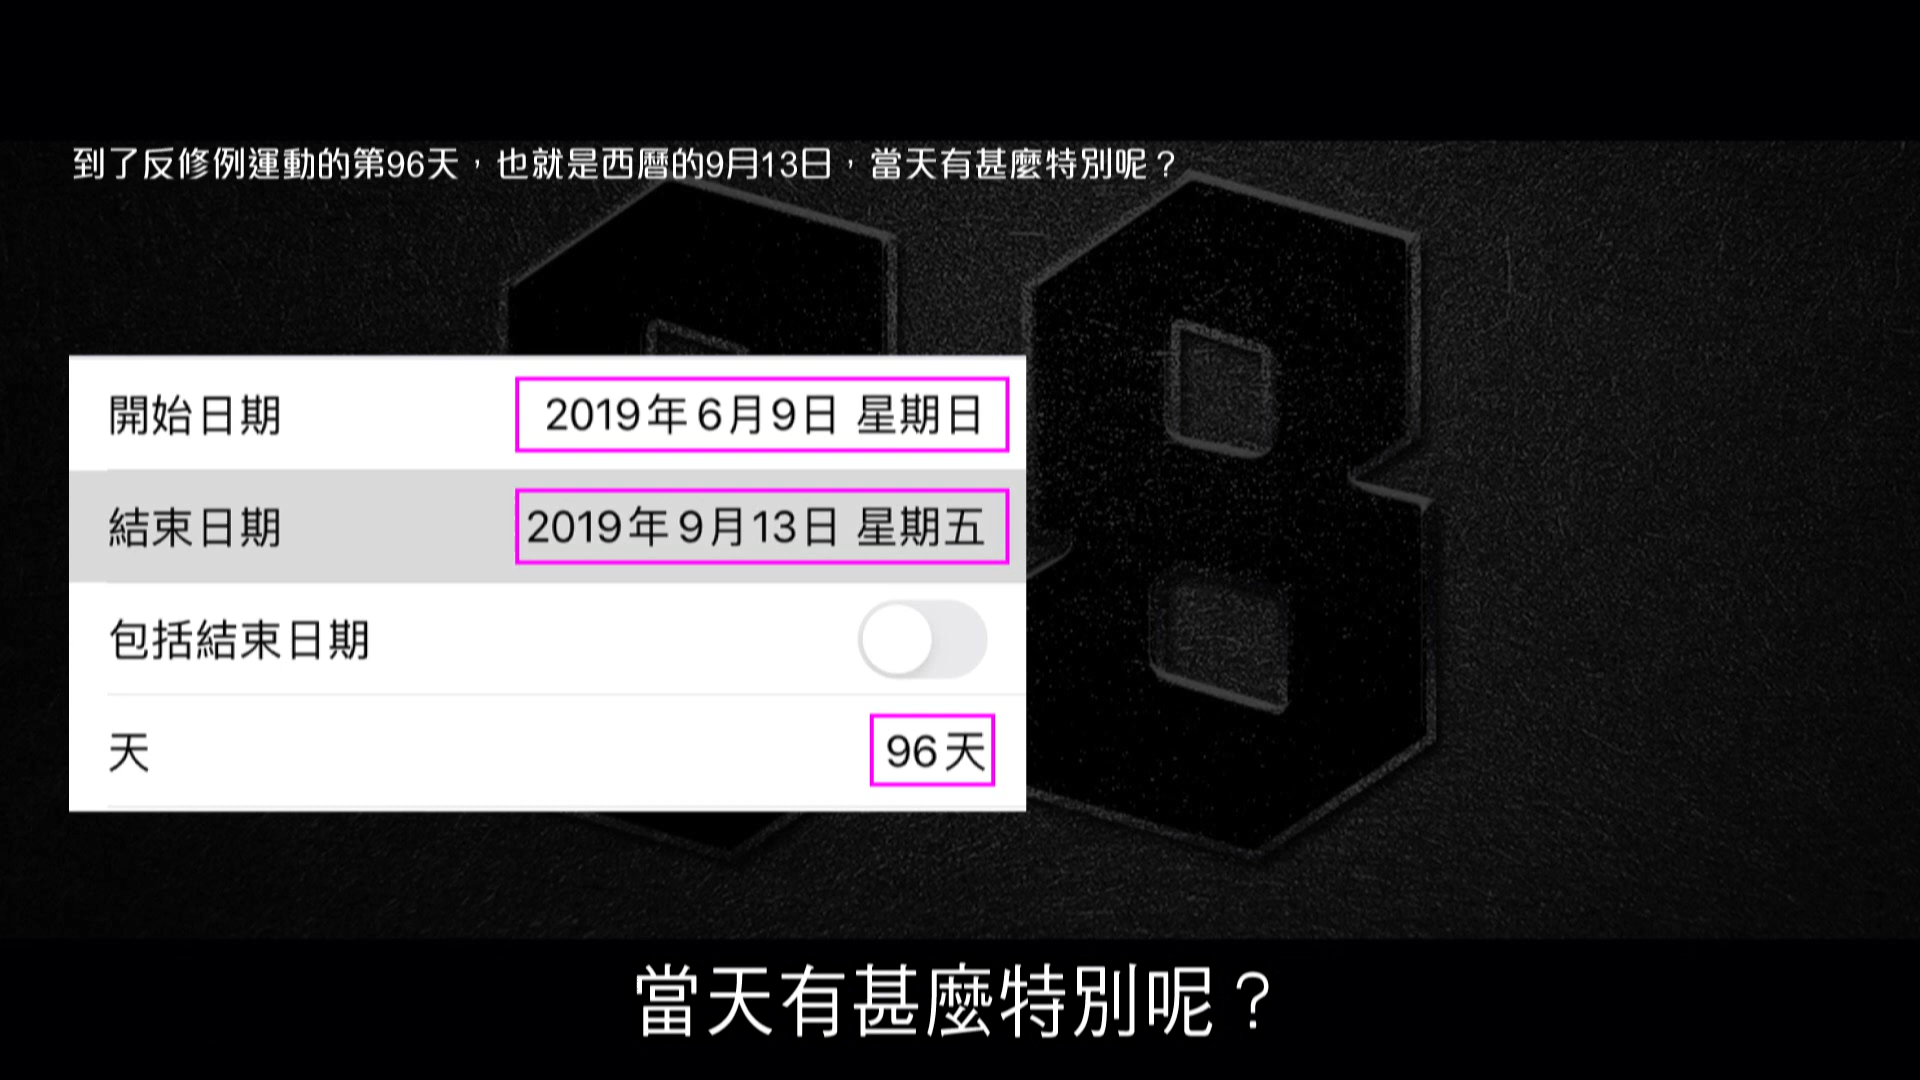 到了反修例運動的第96天，也就是西曆的9月13日，當天有甚麼特別呢？
開始日期 2019年6月9日 星期日
結束日期 2019年9月13日 星期五
包括結束日期
天 96天
當天有甚麼特別呢？